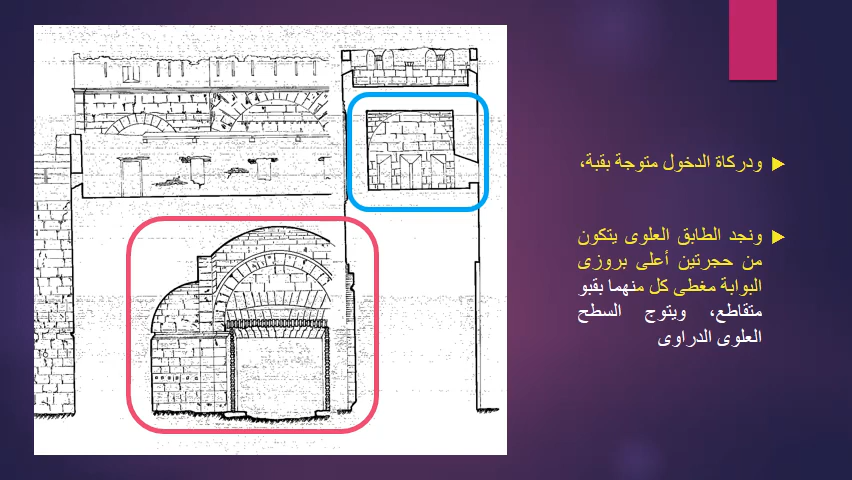 ودركاة الدخول متوجة بقبة،
ونجد الطابق العلوى يتكون
من حجرتين أعلى بروزى
البوابة مغطى كل منهما بقبو
متقاطع، ويتوج السطح
العلوى الدراوى